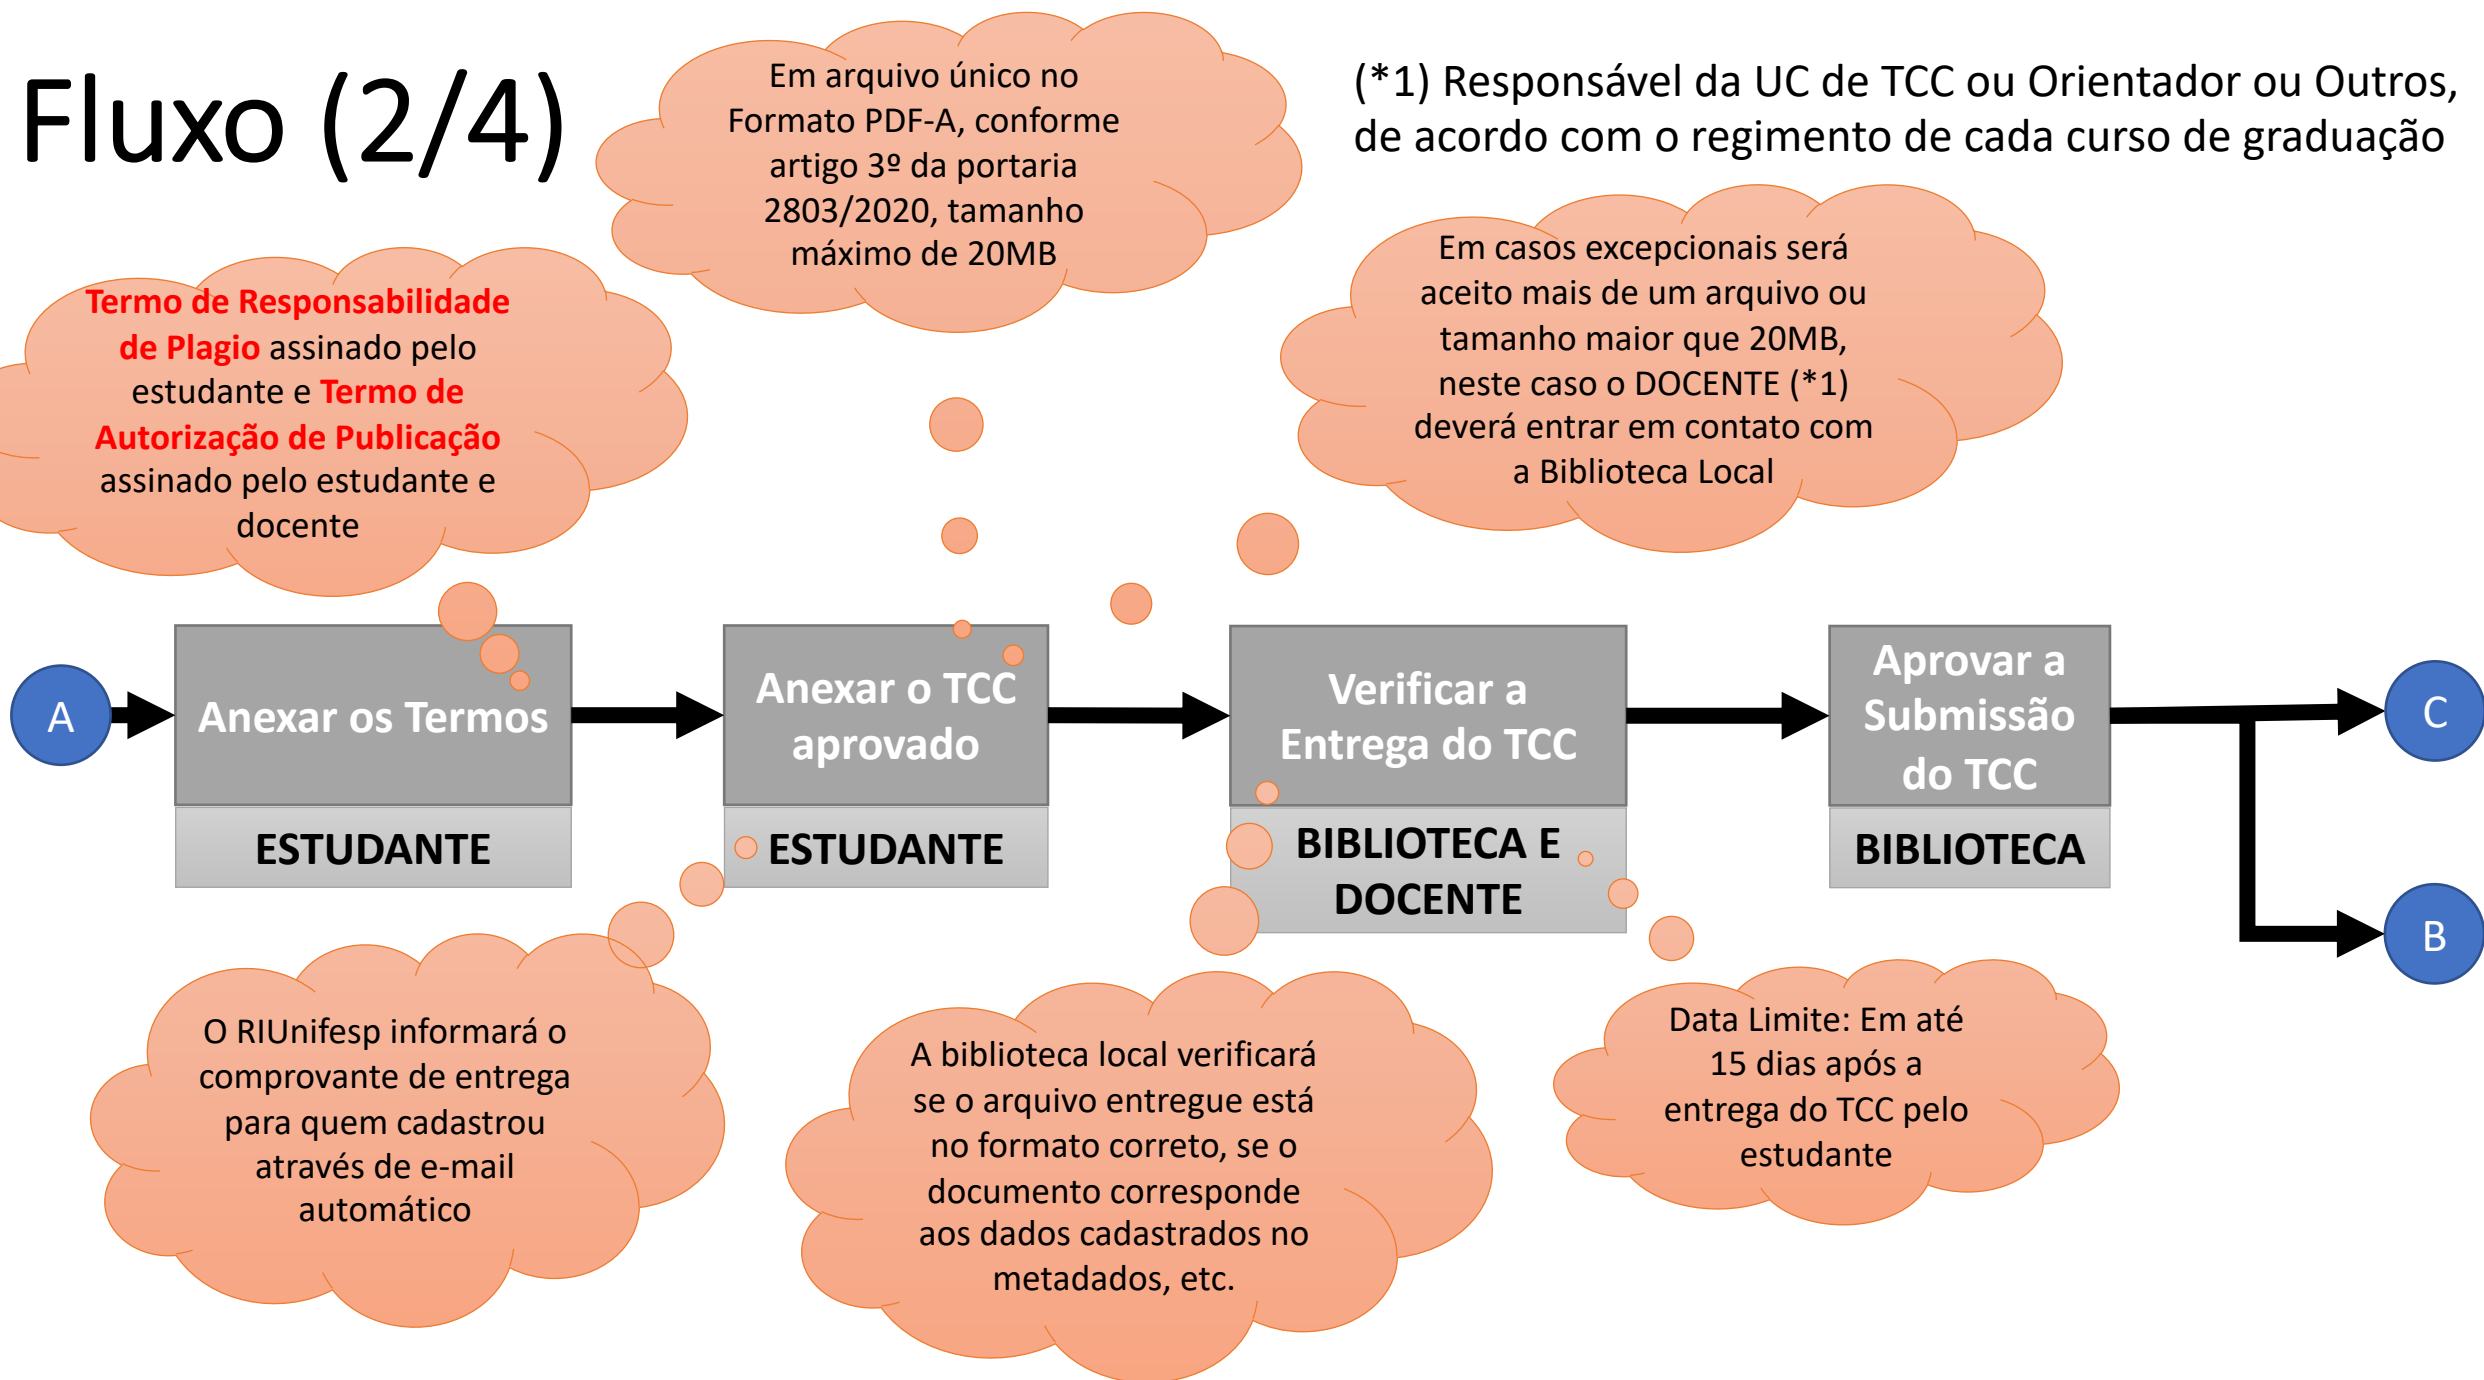 Fluxo (2/4)
(*1) Responsável da UC de TCC ou Orientador ou Outros,
de acordo com o regimento de cada curso de graduação
Em arquivo único no
Formato PDF-A, conforme
artigo 3º da portaria
2803/2020, tamanho
máximo de 20MB
Em casos excepcionais será
aceito mais de um arquivo ou
tamanho maior que 20MB,
neste caso o DOCENTE (*1)
deverá entrar em contato com
a Biblioteca Local
Termo de Responsabilidade
de Plagio assinado pelo
estudante e Termo de
Autorização de Publicação
assinado pelo estudante e
docente
A
Anexar os Termos
ESTUDANTE
Anexar o TCC
aprovado
ESTUDANTE
Verificar a
Entrega do TCC
BIBLIOTECA E
DOCENTE
Aprovar a
Submissão
do TCC
BIBLIOTECA
C
B
O RIUnifesp informará o
comprovante de entrega
para quem cadastrou
através de e-mail
automático
A biblioteca local verificará
se o arquivo entregue está
no formato correto, se o
documento corresponde
aos dados cadastrados no
metadados, etc.
Data Limite: Em até
15 dias após a
entrega do TCC pelo
estudante